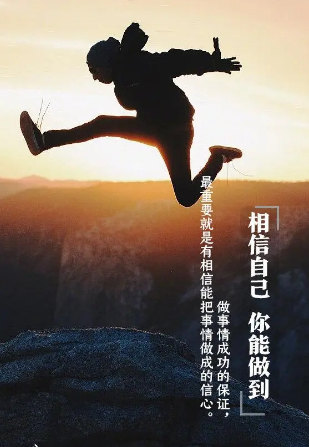 相信自己 你能做到
做事情成功的保证，
最重要就是有相信能把事情做成的信心。